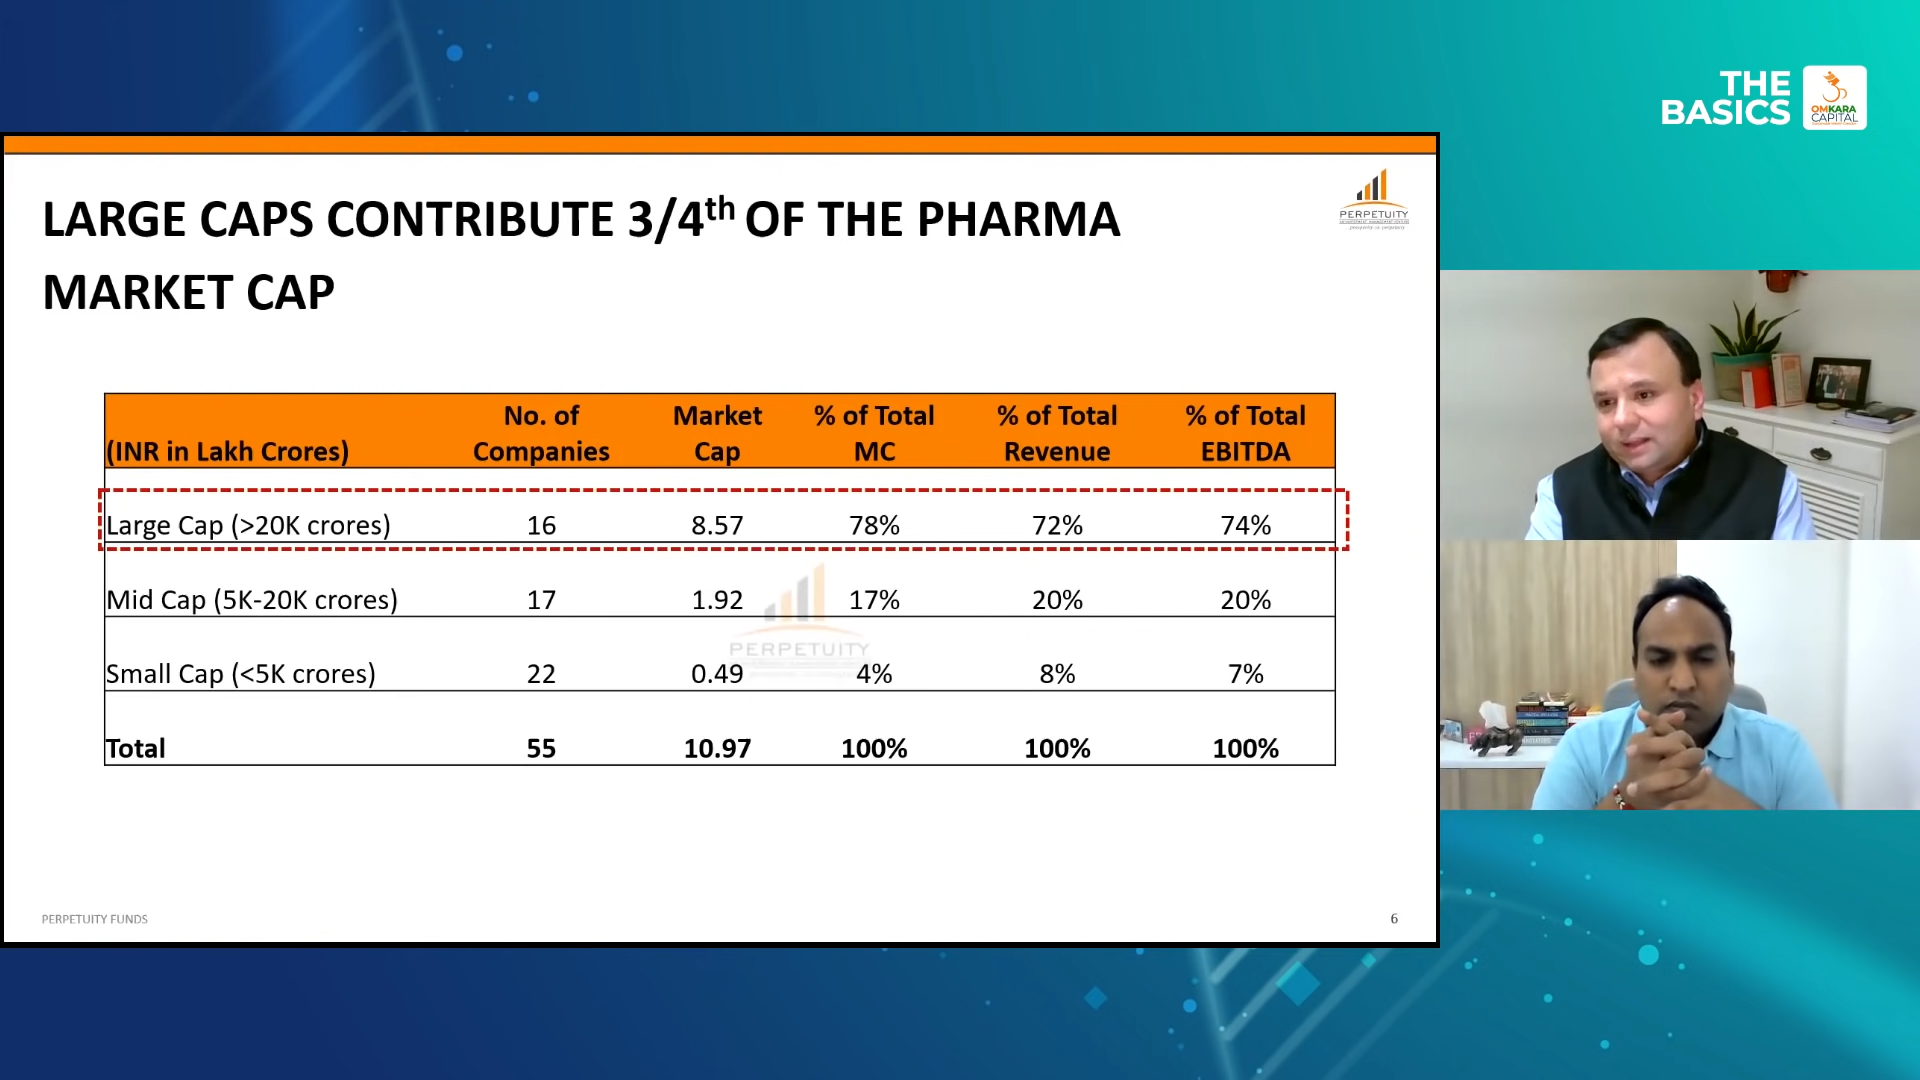 THE
BASICS
OMKARA
CAPITAL
LARGE CAPS CONTRIBUTE 3/4th OF THE PHARMA
MARKET CAP
PERPETUITY
(INR in Lakh Crores) No. of Companies Market Cap % of Total MC % of Total Revenue % of Total EBITDA
Large Cap (>20K crores) 16 8.57 78% 72% 74%
Mid Cap (5K-20K crores) 17 1.92 17% 20% 20%
PERPETUITY
Small Cap (<5K crores) 22 0.49 4% 8% 7%
Total 55 10.97 100% 100% 100%
PERPETUITY FUNDS
6